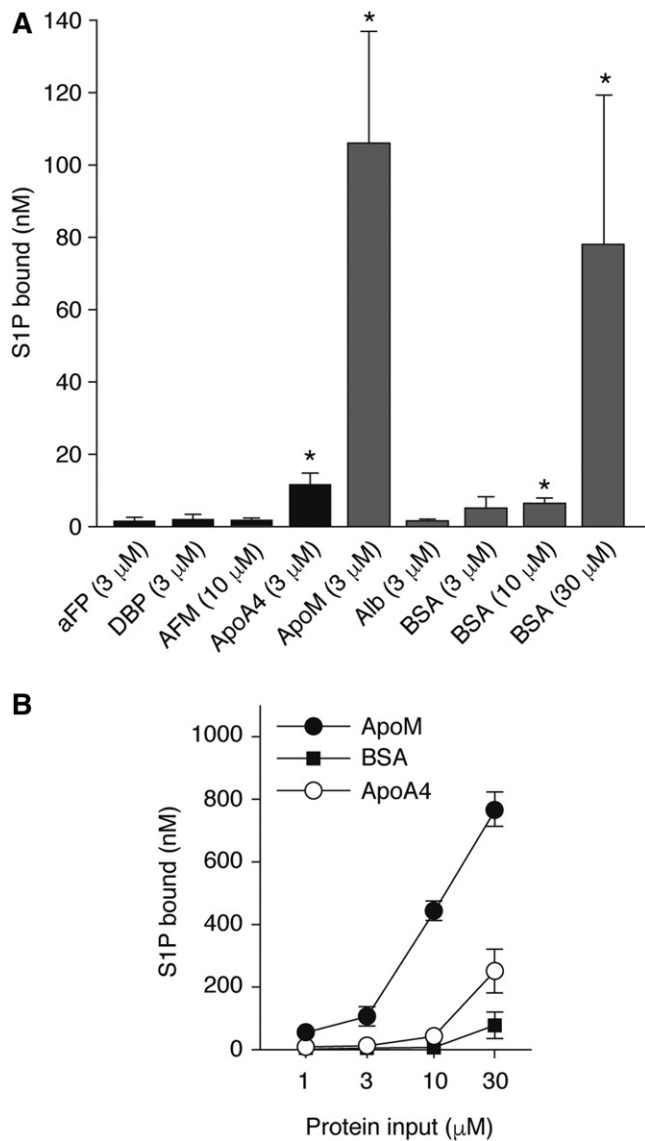 A
140
120
100
80
60
40
20
0
S1P bound (nM)
*
*
*
*
aFP (3 μM)
DBP (3 μM)
AFM (10 μM)
ApoA4 (3 μM)
ApoM (3 μM)
Alb (3 μM)
BSA (3 μM)
BSA (10 μM)
BSA (30 μM)
B
ApoM
BSA
ApoA4
1000
800
600
400
200
0
S1P bound (nM)
1 3 10 30
Protein input (μM)